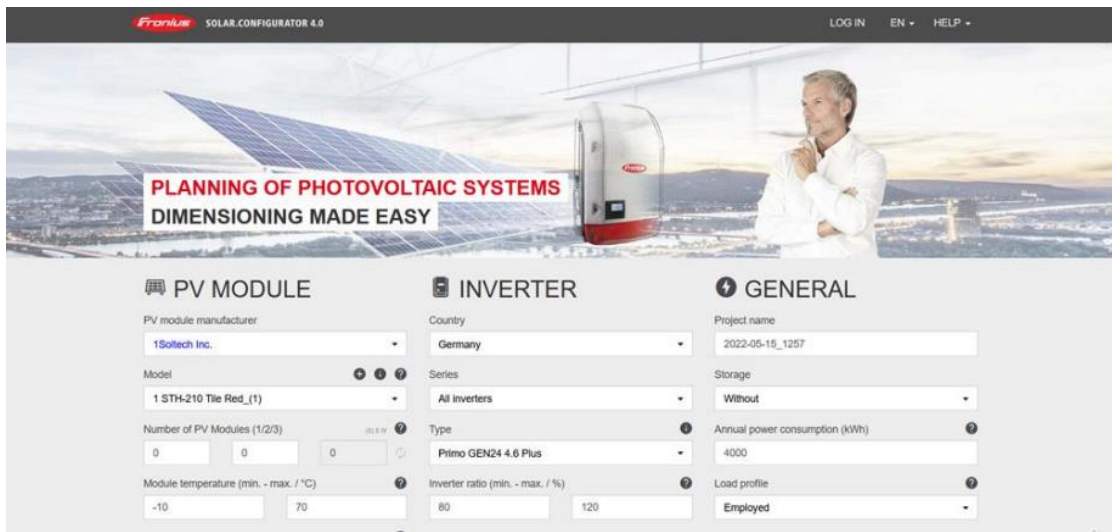 Fronius SOLAR.CONFIGURATOR 4.0 LOG IN EN HELP
PLANNING OF PHOTOVOLTAIC SYSTEMS
DIMENSIONING MADE EASY
Fronius
PV MODULE
PV module manufacturer
1Soltech Inc.
Model
1 STH-210 Tile Red_(1)
Number of PV Modules (1/2/3)
0 0 0
Module temperature (min. - max. / °C)
-10 70
INVERTER
Country
Germany
Series
All inverters
Type
Primo GEN24 4.6 Plus
Inverter ratio (min. - max. / %)
80 120
GENERAL
Project name
2022-05-15_1257
Storage
Without
Annual power consumption (kWh)
4000
Load profile
Employed